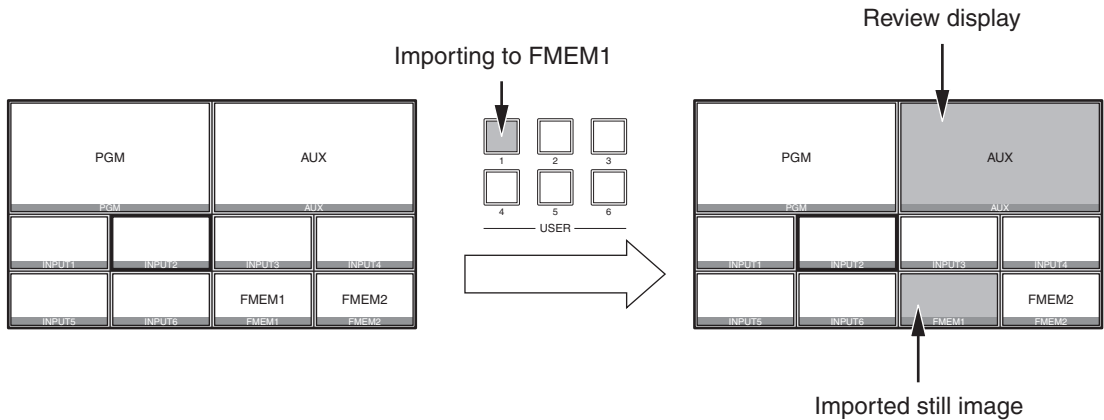 Review display
Importing to FMEM1
PGM AUX
PGM AUX
INPUT1 INPUT2 INPUT3 INPUT4
FMEM1 FMEM2
INPUT5 INPUT6 FMEM1 FMEM2
1 2 3
4 5 6
USER
PGM AUX
PGM AUX
INPUT1 INPUT2 INPUT3 INPUT4
FMEM2
INPUT5 INPUT6 FMEM1 FMEM2
Imported still image